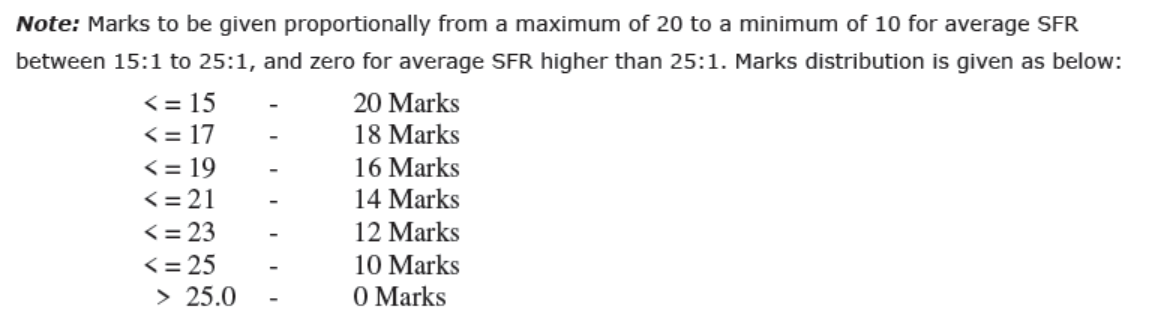 Note: Marks to be given proportionally from a maximum of 20 to a minimum of 10 for average SFR
between 15:1 to 25:1, and zero for average SFR higher than 25:1. Marks distribution is given as below:
< = 15 - 20 Marks
< = 17 - 18 Marks
< = 19 - 16 Marks
< = 21 - 14 Marks
< = 23 - 12 Marks
< = 25 - 10 Marks
> 25.0 - 0 Marks